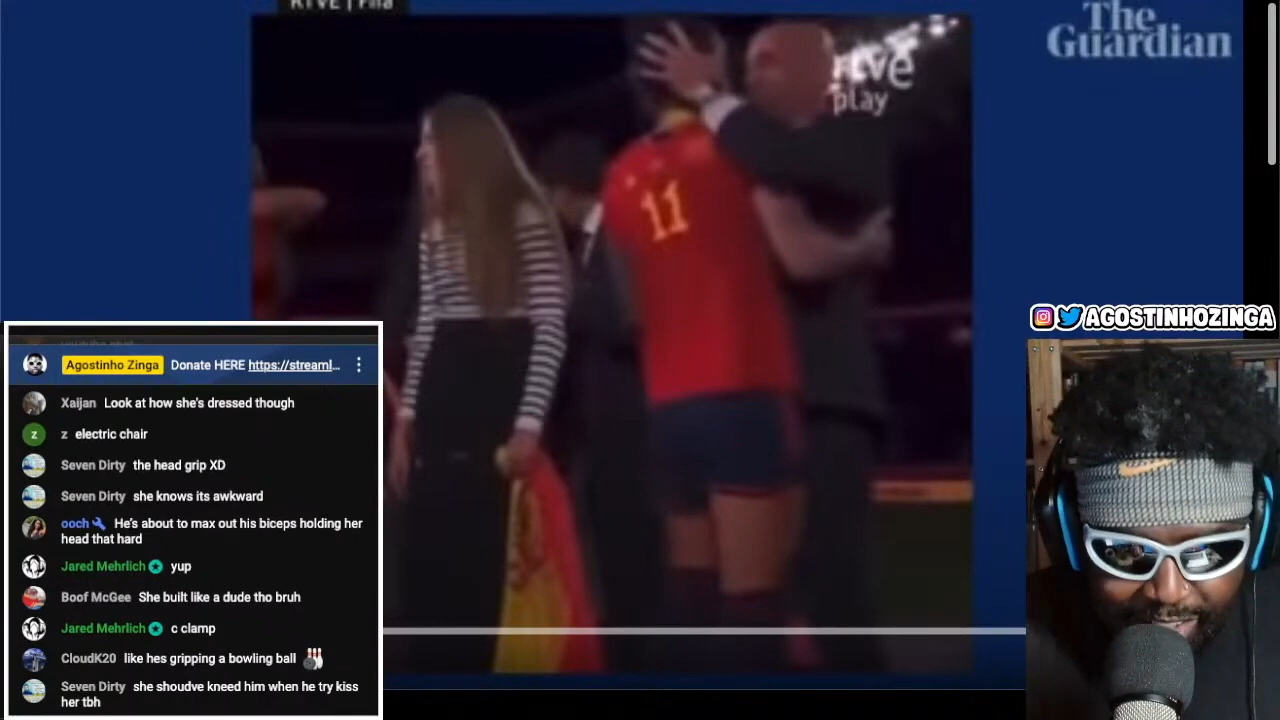 RTVE | Fifa
The
Guardian
rtve
play
11
AGOSTINHOZINGA
Agostinho Zinga Donate HERE https://streaml...
Xaijan Look at how she's dressed though
z z electric chair
Seven Dirty the head grip XD
Seven Dirty she knows its awkward
ooch He's about to max out his biceps holding her
head that hard
Jared Mehrlich yup
Boof McGee She built like a dude tho bruh
Jared Mehrlich c clamp
CloudK20 like hes gripping a bowling ball
Seven Dirty she shoudve kneed him when he try kiss
her tbh